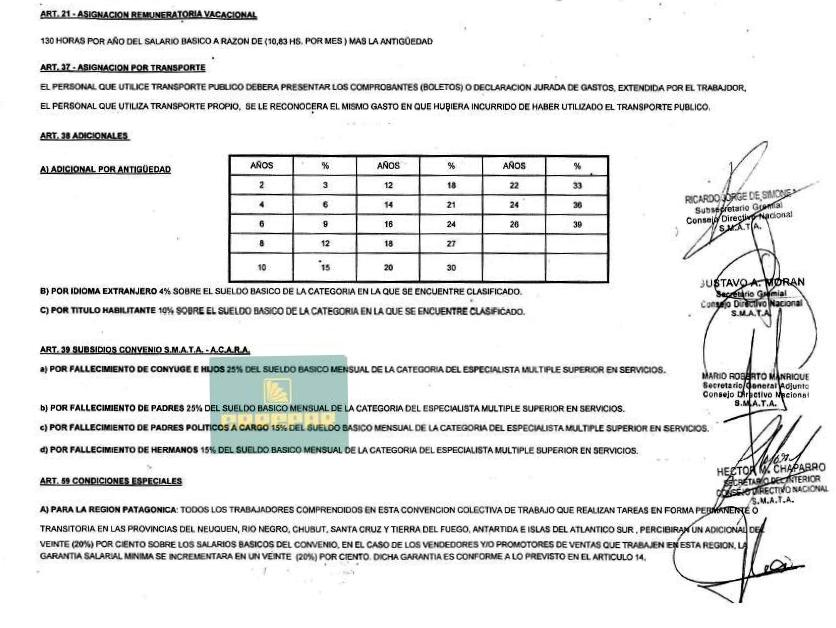 ART. 21 - ASIGNACION REMUNERATORIA VACACIONAL
130 HORAS POR AÑO DEL SALARIO BASICO A RAZON DE (10,83 HS. POR MES ) MAS LA ANTIGÜEDAD
ART. 37 - ASIGNACION POR TRANSPORTE
EL PERSONAL QUE UTILICE TRANSPORTE PUBLICO DEBERA PRESENTAR LOS COMPROBANTES (BOLETOS) O DECLARACION JURADA DE GASTOS, EXTENDIDA POR EL TRABAJDOR,
EL PERSONAL QUE UTILIZA TRANSPORTE PROPIO, SE LE RECONOCERA EL MISMO GASTO EN QUE HUBIERA INCURRIDO DE HABER UTILIZADO EL TRANSPORTE PUBLICO.
ART. 38 ADICIONALES
A) ADICIONAL POR ANTIGÜEDAD
AÑOS % AÑOS % AÑOS %
2 3 12 18 22 33
4 6 14 21 24 36
6 9 16 24 26 39
8 12 18 27
10 15 20 30
B) POR IDIOMA EXTRANJERO 4% SOBRE EL SUELDO BASICO DE LA CATEGORIA EN LA QUE SE ENCUENTRE CLASIFICADO.
C) POR TITULO HABILITANTE 10% SOBRE EL SUELDO BASICO DE LA CATEGORIA EN LA QUE SE ENCUENTRE CLASIFICADO.
ART. 39 SUBSIDIOS CONVENIO S.M.A.T.A. - A.C.A.R.A.
a) POR FALLECIMIENTO DE CONYUGE E HIJOS 25% DEL SUELDO BASICO MENSUAL DE LA CATEGORIA DEL ESPECIALISTA MULTIPLE SUPERIOR EN SERVICIOS.
b) POR FALLECIMIENTO DE PADRES 25% DEL SUELDO BASICO MENSUAL DE LA CATEGORIA DEL ESPECIALISTA MULTIPLE SUPERIOR EN SERVICIOS.
c) POR FALLECIMIENTO DE PADRES POLITICOS A CARGO 15% DEL SUELDO BASICO MENSUAL DE LA CATEGORIA DEL ESPECIALISTA MULTIPLE SUPERIOR EN SERVICIOS.
d) POR FALLECIMIENTO DE HERMANOS 15% DEL SUELDO BASICO MENSUAL DE LA CATEGORIA DEL ESPECIALISTA MULTIPLE SUPERIOR EN SERVICIOS.
ART. 59 CONDICIONES ESPECIALES
A) PARA LA REGION PATAGONICA: TODOS LOS TRABAJADORES COMPRENDIDOS EN ESTA CONVENCION COLECTIVA DE TRABAJO QUE REALIZAN TAREAS EN FORMA PERMANENTE O
TRANSITORIA EN LAS PROVINCIAS DEL NEUQUEN, RIO NEGRO, CHUBUT, SANTA CRUZ Y TIERRA DEL FUEGO, ANTARTIDA E ISLAS DEL ATLANTICO SUR , PERCIBIRAN UN ADICIONAL DEL
VEINTE (20%) POR CIENTO SOBRE LOS SALARIOS BASICOS DEL CONVENIO, EN EL CASO DE LOS VENDEDORES Y/O PROMOTORES DE VENTAS QUE TRABAJEN EN ESTA REGION, LA
GARANTIA SALARIAL MINIMA SE INCREMENTARA EN UN VEINTE (20%) POR CIENTO. DICHA GARANTIA ES CONFORME A LO PREVISTO EN EL ARTICULO 14.
RICARDO JORGE DE SIMONE
Subsecretario Gremial
Consejo Directivo Nacional
S.M.A.T.A.
GUSTAVO A. MORAN
Secretario Gremial
Consejo Directivo Nacional
S.M.A.T.A.
MARIO ROBERTO MANRIQUE
Secretario General Adjunto
Consejo Directivo Nacional
S.M.A.T.A.
HECTOR M. CHAPARRO
SECRETARIO DEL INTERIOR
CONSEJO DIRECTIVO NACIONAL
S.M.A.T.A.